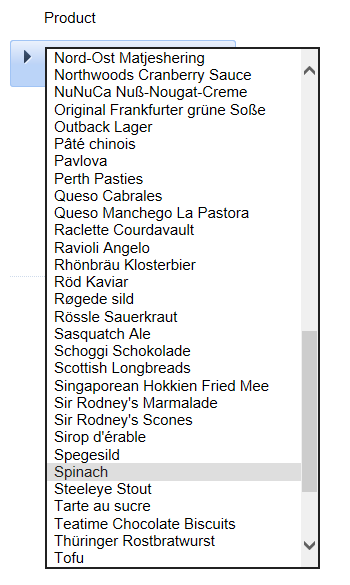 Product
Nord-Ost Matjeshering
Northwoods Cranberry Sauce
NuNuCa Nuß-Nougat-Creme
Original Frankfurter grüne Soße
Outback Lager
Pâté chinois
Pavlova
Perth Pasties
Queso Cabrales
Queso Manchego La Pastora
Raclette Courdavault
Ravioli Angelo
Rhönbräu Klosterbier
Röd Kaviar
Røgede sild
Rössle Sauerkraut
Sasquatch Ale
Schoggi Schokolade
Scottish Longbreads
Singaporean Hokkien Fried Mee
Sir Rodney's Marmalade
Sir Rodney's Scones
Sirop d'érable
Spegesild
Spinach
Steeleye Stout
Tarte au sucre
Teatime Chocolate Biscuits
Thüringer Rostbratwurst
Tofu